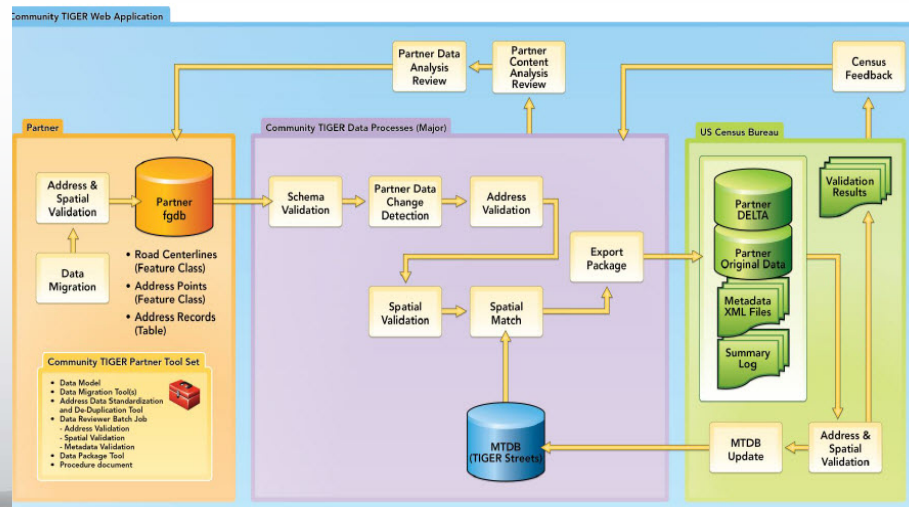 Community TIGER Web Application
Partner Data
Analysis
Review
Partner
Content
Analysis
Review
Census
Feedback
Partner
Address &
Spatial
Validation
Data
Migration
Partner
fgdb
• Road Centerlines
(Feature Class)
• Address Points
(Feature Class)
• Address Records
(Table)
Community TIGER Partner Tool Set
• Data Model
• Data Migration Tool(s)
• Address Data Standardization
and De-Duplication Tool
• Data Reviewer Batch Job
- Address Validation
- Spatial Validation
- Metadata Validation
• Data Package Tool
• Procedure document
Community TIGER Data Processes (Major)
Schema
Validation
Partner Data
Change
Detection
Address
Validation
Spatial
Validation
Spatial
Match
Export
Package
MTDB
(TIGER Streets)
US Census Bureau
Partner
DELTA
Partner
Original Data
Metadata
XML Files
Summary
Log
Validation
Results
MTDB
Update
Address &
Spatial
Validation